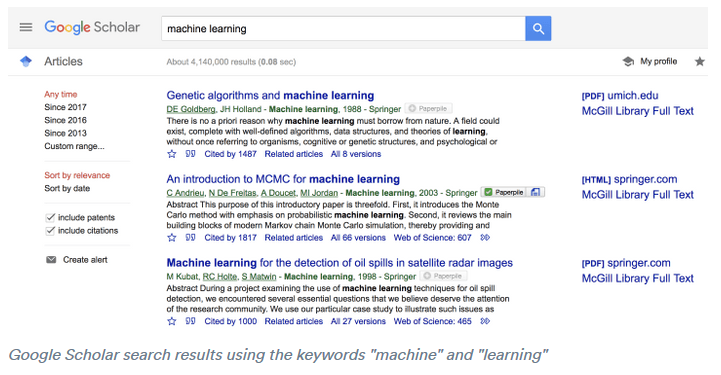 Google Scholar
machine learning
Articles
About 4,140,000 results (0.08 sec)
My profile
Any time
Since 2017
Since 2016
Since 2013
Custom range...
Sort by relevance
Sort by date
include patents
include citations
Create alert
Genetic algorithms and machine learning
DE Goldberg, JH Holland - Machine learning, 1988 - Springer Paperpile
There is no a priori reason why machine learning must borrow from nature. A field could
exist, complete with well-defined algorithms, data structures, and theories of learning,
without once referring to organisms, cognitive or genetic structures, and psychological or
Cited by 1487 Related articles All 8 versions
[PDF] umich.edu
McGill Library Full Text
An introduction to MCMC for machine learning
C Andrieu, N De Freitas, A Doucet, MI Jordan - Machine learning, 2003 - Springer Paperpile
Abstract This purpose of this introductory paper is threefold. First, it introduces the Monte
Carlo method with emphasis on probabilistic machine learning. Second, it reviews the main
building blocks of modern Markov chain Monte Carlo simulation, thereby providing and
Cited by 1817 Related articles All 66 versions Web of Science: 607
[HTML] springer.com
McGill Library Full Text
Machine learning for the detection of oil spills in satellite radar images
M Kubat, RC Holte, S Matwin - Machine learning, 1998 - Springer Paperpile
Abstract During a project examining the use of machine learning techniques for oil spill
detection, we encountered several essential questions that we believe deserve the attention
of the research community. We use our particular case study to illustrate such issues as
Cited by 1000 Related articles All 27 versions Web of Science: 465
[PDF] springer.com
McGill Library Full Text
Google Scholar search results using the keywords "machine" and "learning"